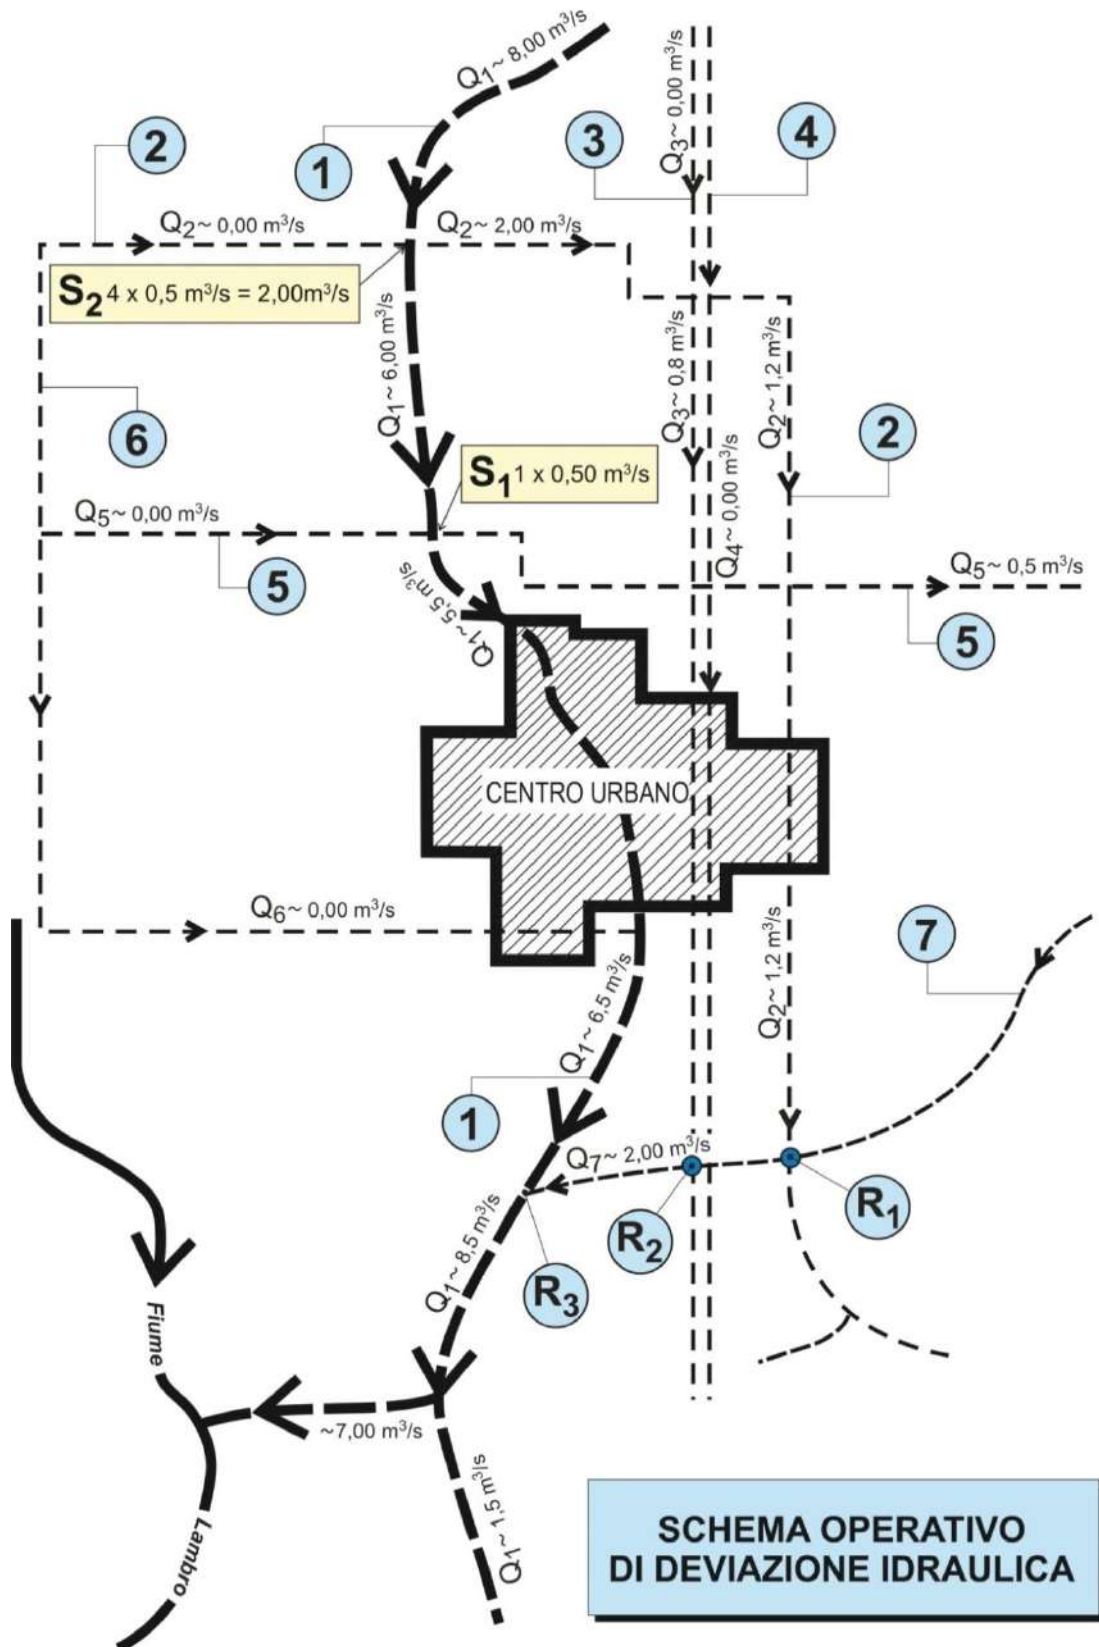 Q1~ 8,00 m³/s
Q3~ 0,00 m³/s
2
1
3
4
Q2~ 0,00 m³/s
Q2~ 2,00 m³/s
S2 4 x 0,5 m³/s = 2,00m³/s
Q1~ 6,00 m³/s
Q3~ 0,8 m³/s
Q2~ 1,2 m³/s
6
2
S1 1 x 0,50 m³/s
Q5~ 0,00 m³/s
Q4~ 0,00 m³/s
Q5~ 0,5 m³/s
5
Q1~ 5,5 m³/s
5
CENTRO URBANO
Q6~ 0,00 m³/s
7
Q2~ 1,2 m³/s
Q1~ 6,5 m³/s
1
Q7~ 2,00 m³/s
R1
R2
R3
Q1~ 8,5 m³/s
Fiume
~7,00 m³/s
Q1~ 1,5 m³/s
Lambro
SCHEMA OPERATIVO
DI DEVIAZIONE IDRAULICA